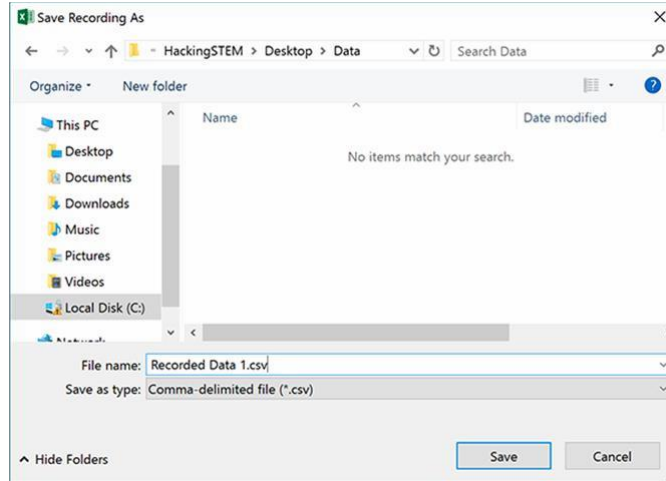 Save Recording As
HackingSTEM > Desktop > Data
Search Data
Organize
New folder
Name
Date modified
This PC
No items match your search.
Desktop
Documents
Downloads
Music
Pictures
Videos
Local Disk (C:)
Network
File name: Recorded Data 1.csv
Save as type: Comma-delimited file (*.csv)
Hide Folders
Save
Cancel